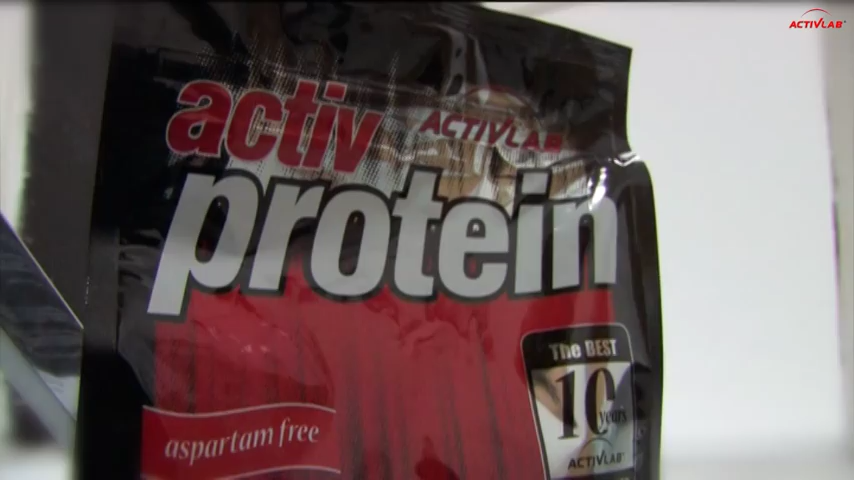 ACTIVLAB
activ
ACTIVLAB
protein
The BEST
10 years
ACTIVLAB
aspartam free